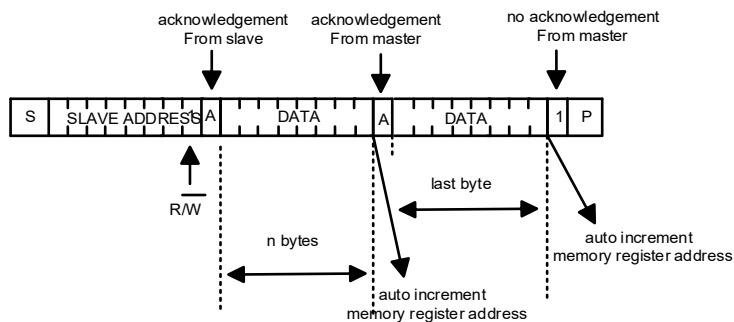 acknowledgement
From slave
acknowledgement
From master
no acknowledgement
From master
S SLAVE ADDRESS 1 A DATA A DATA 1 P
R/W
last byte
n bytes
auto increment
memory register address
auto increment
memory register address